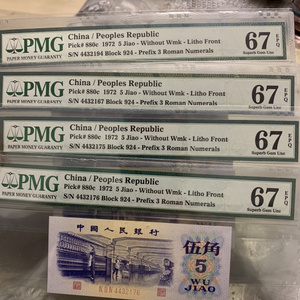 PMG
PAPER MONEY GUARANTY
China / Peoples Republic
Pick# 880c 1972 5 Jiao - Without Wmk - Litho Front
S/N 4432194 Block 924 - Prefix 3 Roman Numerals
67 EPQ
Superb Gem Unc
PMG
PAPER MONEY GUARANTY
China / Peoples Republic
Pick# 880c 1972 5 Jiao - Without Wmk - Litho Front
S/N 4432167 Block 924 - Prefix 3 Roman Numerals
67 EPQ
Superb Gem Unc
PMG
PAPER MONEY GUARANTY
China / Peoples Republic
Pick# 880c 1972 5 Jiao - Without Wmk - Litho Front
S/N 4432175 Block 924 - Prefix 3 Roman Numerals
67 EPQ
Superb Gem Unc
PMG
PAPER MONEY GUARANTY
China / Peoples Republic
Pick# 880c 1972 5 Jiao - Without Wmk - Litho Front
S/N 4432176 Block 924 - Prefix 3 Roman Numerals
67 EPQ
Superb Gem Unc
中国人民银行
伍角
5
WU
JIAO
4432176